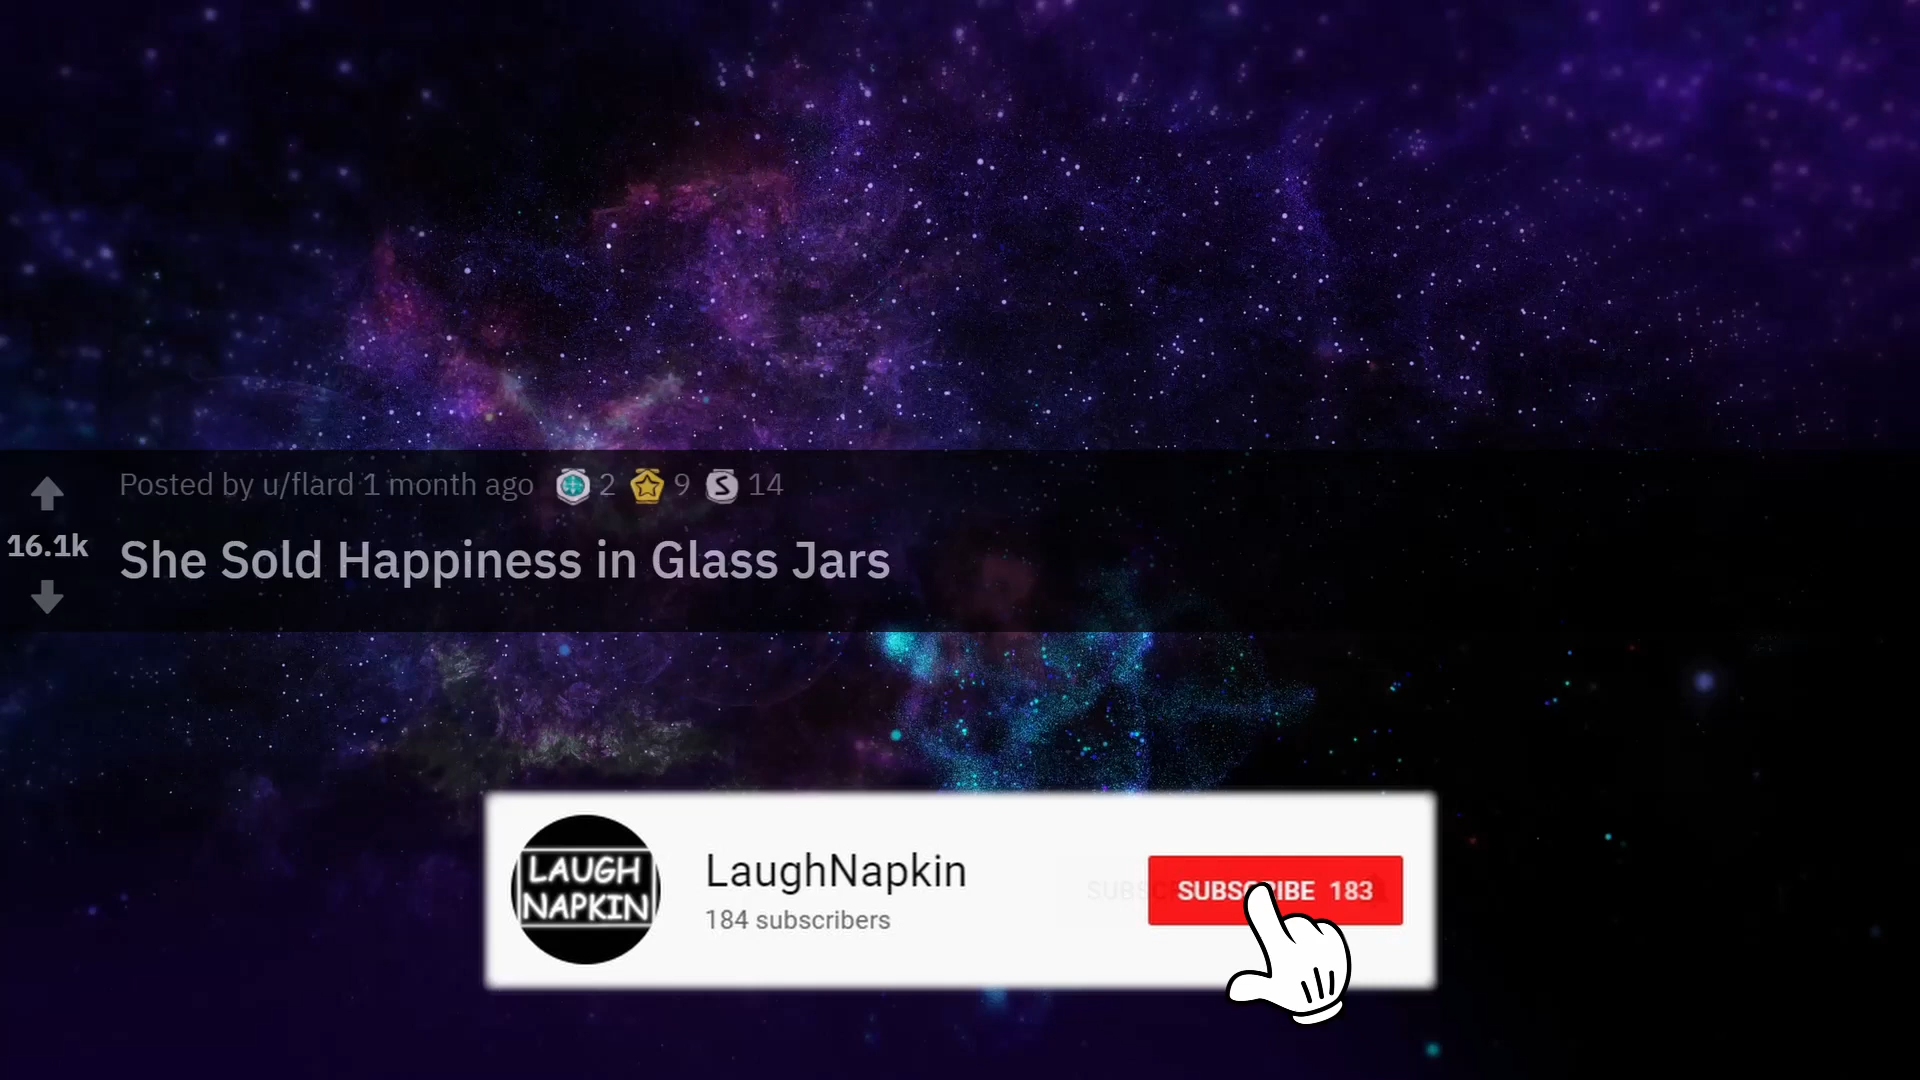 Posted by u/flard 1 month ago 2 9 S 14
16.1k
She Sold Happiness in Glass Jars
LAUGH
NAPKIN
LaughNapkin
184 subscribers
SUBSCRIBE 183